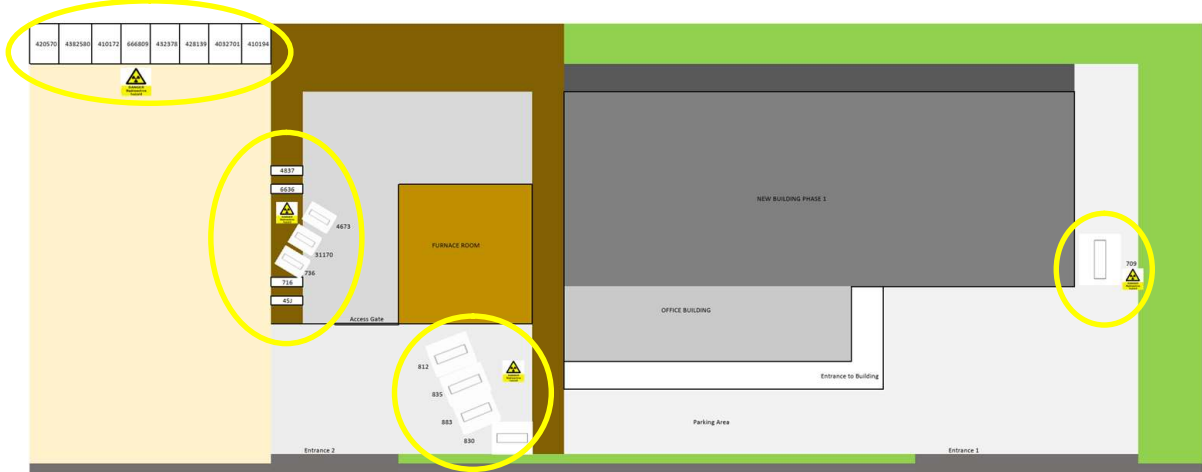 420570 4382580 410172 666809 432378 428139 4032701 410194
DANGER
4837
6636
4673
31170
736
716
45J
Access Gate
FURNACE ROOM
NEW BUILDING PHASE 1
OFFICE BUILDING
709
812
835
883
830
Entrance to Building
Parking Area
Entrance 2
Entrance 1